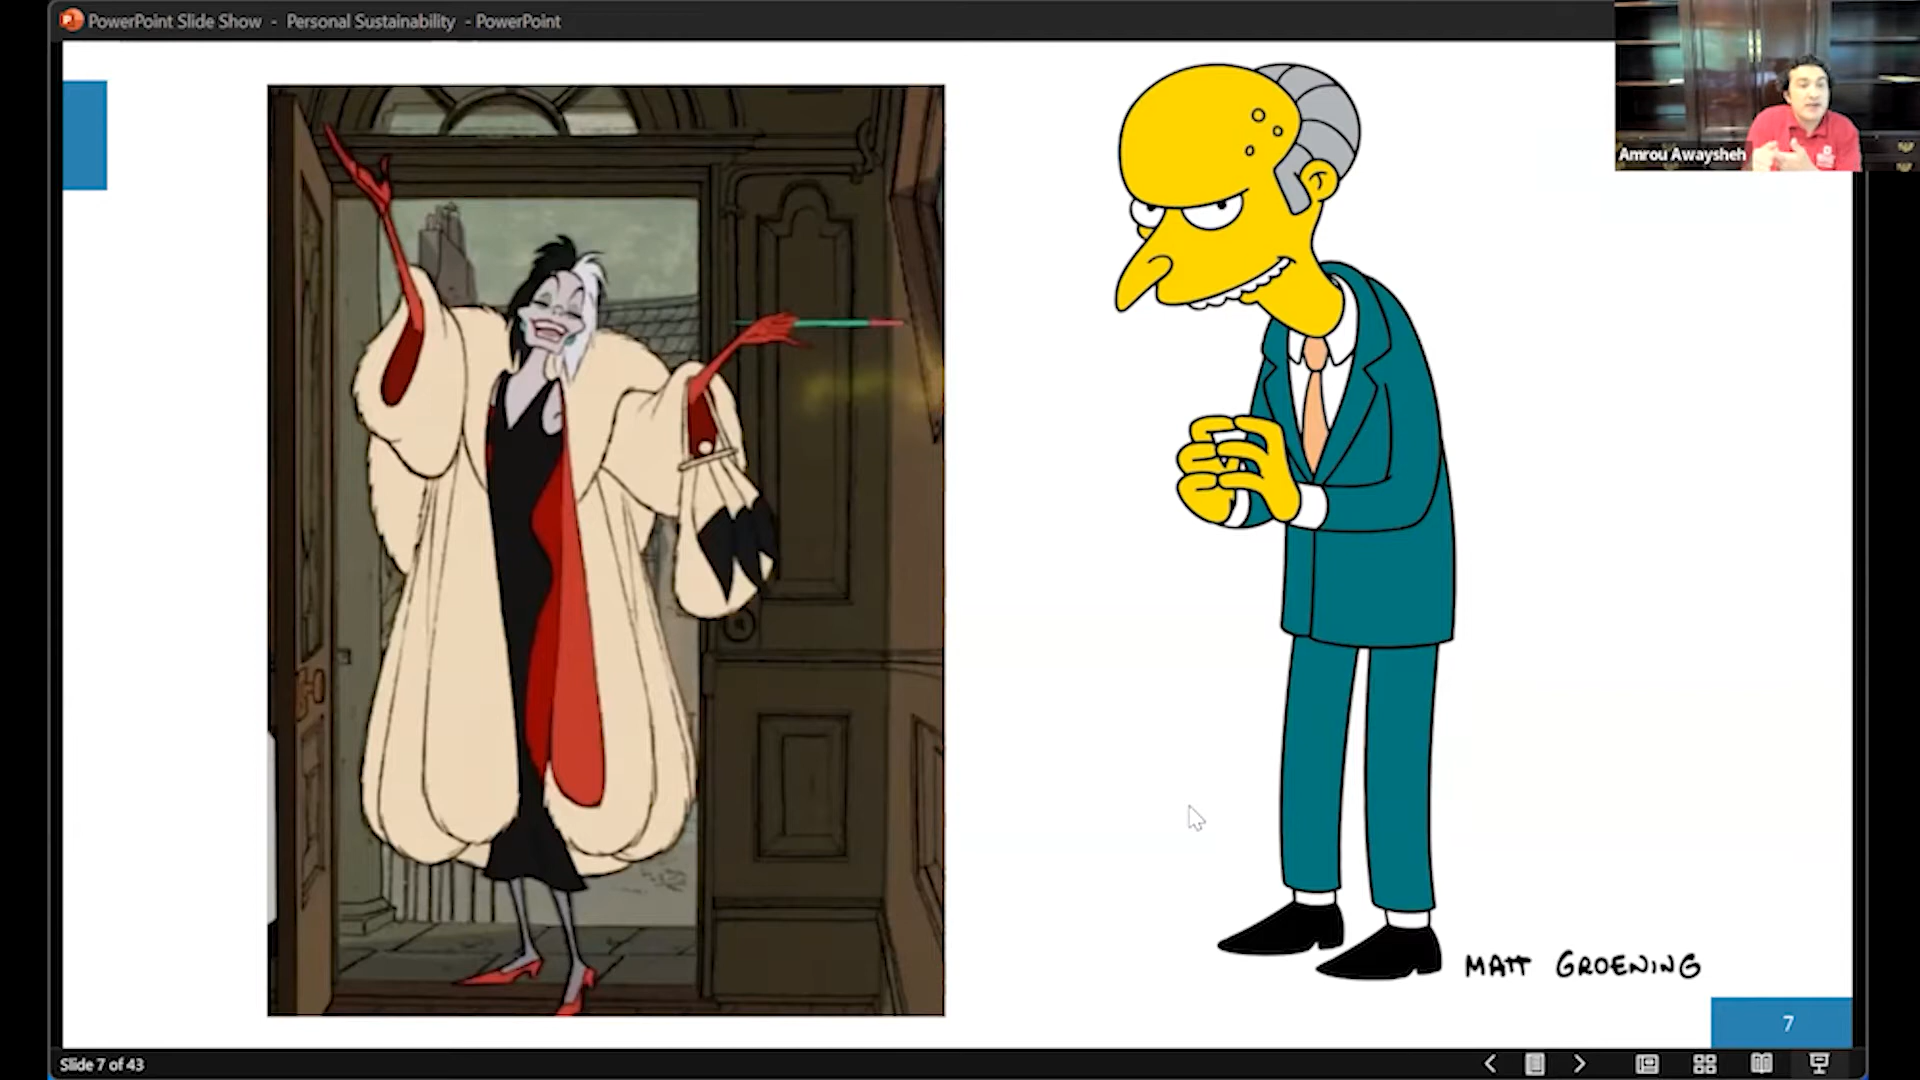 PowerPoint Slide Show - Personal Sustainability - PowerPoint
Amrou Awaysheh
MATT GROENING
7
Slide 7 of 43